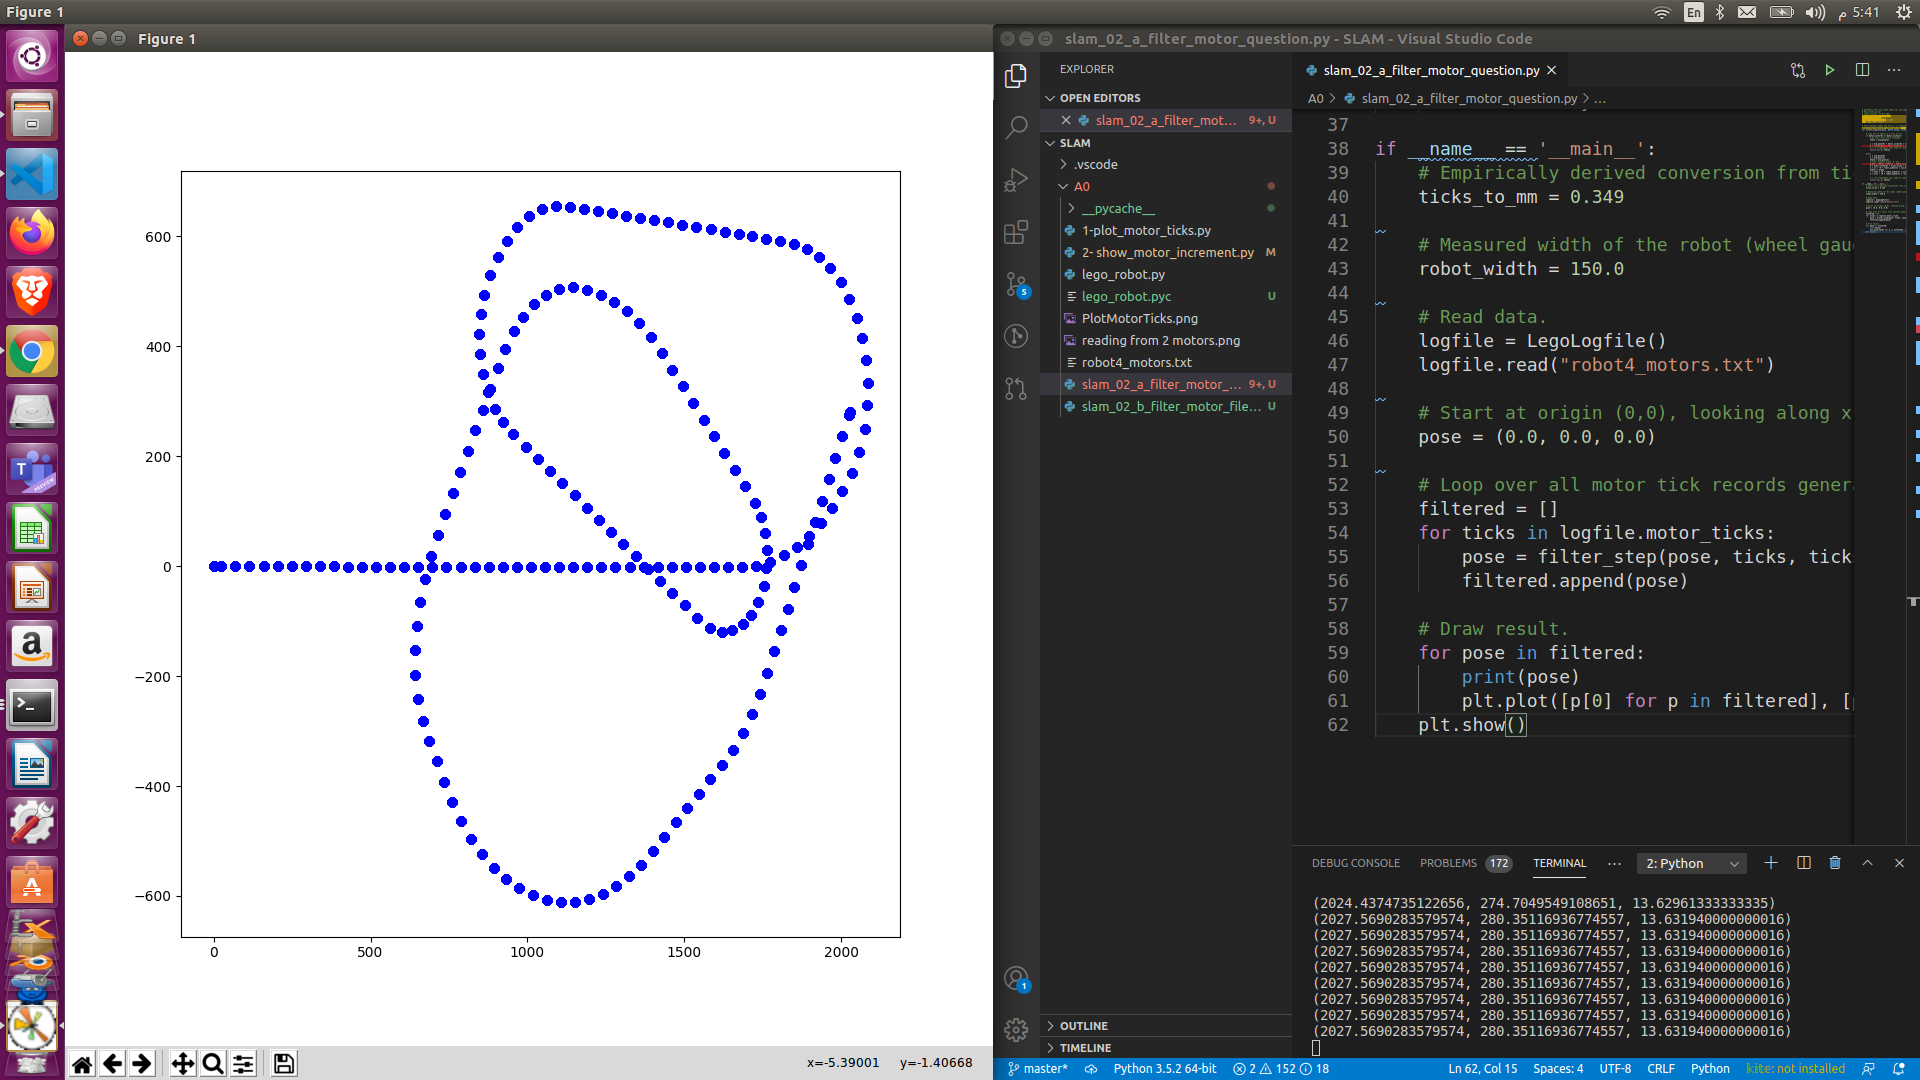 Figure 1
En
5:41 م
Figure 1
600
400
200
0
−200
−400
−600
0
500
1000
1500
2000
x=-5.39001 y=-1.40668
slam_02_a_filter_motor_question.py - SLAM - Visual Studio Code
EXPLORER
OPEN EDITORS
slam_02_a_filter_mot... 9+, U
SLAM
.vscode
A0
__pycache__
1-plot_motor_ticks.py
2- show_motor_increment.py M
lego_robot.py
lego_robot.pyc U
PlotMotorTicks.png
reading from 2 motors.png
robot4_motors.txt
slam_02_a_filter_motor_... 9+, U
slam_02_b_filter_motor_file... U
OUTLINE
TIMELINE
5
1
slam_02_a_filter_motor_question.py
A0 > slam_02_a_filter_motor_question.py > ...
37
38 if __name__ == '__main__':
39 # Empirically derived conversion from ti
40 ticks_to_mm = 0.349
41
42 # Measured width of the robot (wheel gau
43 robot_width = 150.0
44
45 # Read data.
46 logfile = LegoLogfile()
47 logfile.read("robot4_motors.txt")
48
49 # Start at origin (0,0), looking along x
50 pose = (0.0, 0.0, 0.0)
51
52 # Loop over all motor tick records gener
53 filtered = []
54 for ticks in logfile.motor_ticks:
55 pose = filter_step(pose, ticks, tick
56 filtered.append(pose)
57
58 # Draw result.
59 for pose in filtered:
60 print(pose)
61 plt.plot([p[0] for p in filtered], [p
62 plt.show()
DEBUG CONSOLE PROBLEMS 172 TERMINAL ... 2: Python
(2024.4374735122656, 274.7049549108651, 13.62961333333335)
(2027.5690283579574, 280.35116936774557, 13.631940000000016)
(2027.5690283579574, 280.35116936774557, 13.631940000000016)
(2027.5690283579574, 280.35116936774557, 13.631940000000016)
(2027.5690283579574, 280.35116936774557, 13.631940000000016)
(2027.5690283579574, 280.35116936774557, 13.631940000000016)
(2027.5690283579574, 280.35116936774557, 13.631940000000016)
(2027.5690283579574, 280.35116936774557, 13.631940000000016)
(2027.5690283579574, 280.35116936774557, 13.631940000000016)
master* Python 3.5.2 64-bit 2 152 18 Ln 62, Col 15 Spaces: 4 UTF-8 CRLF Python kite: not installed